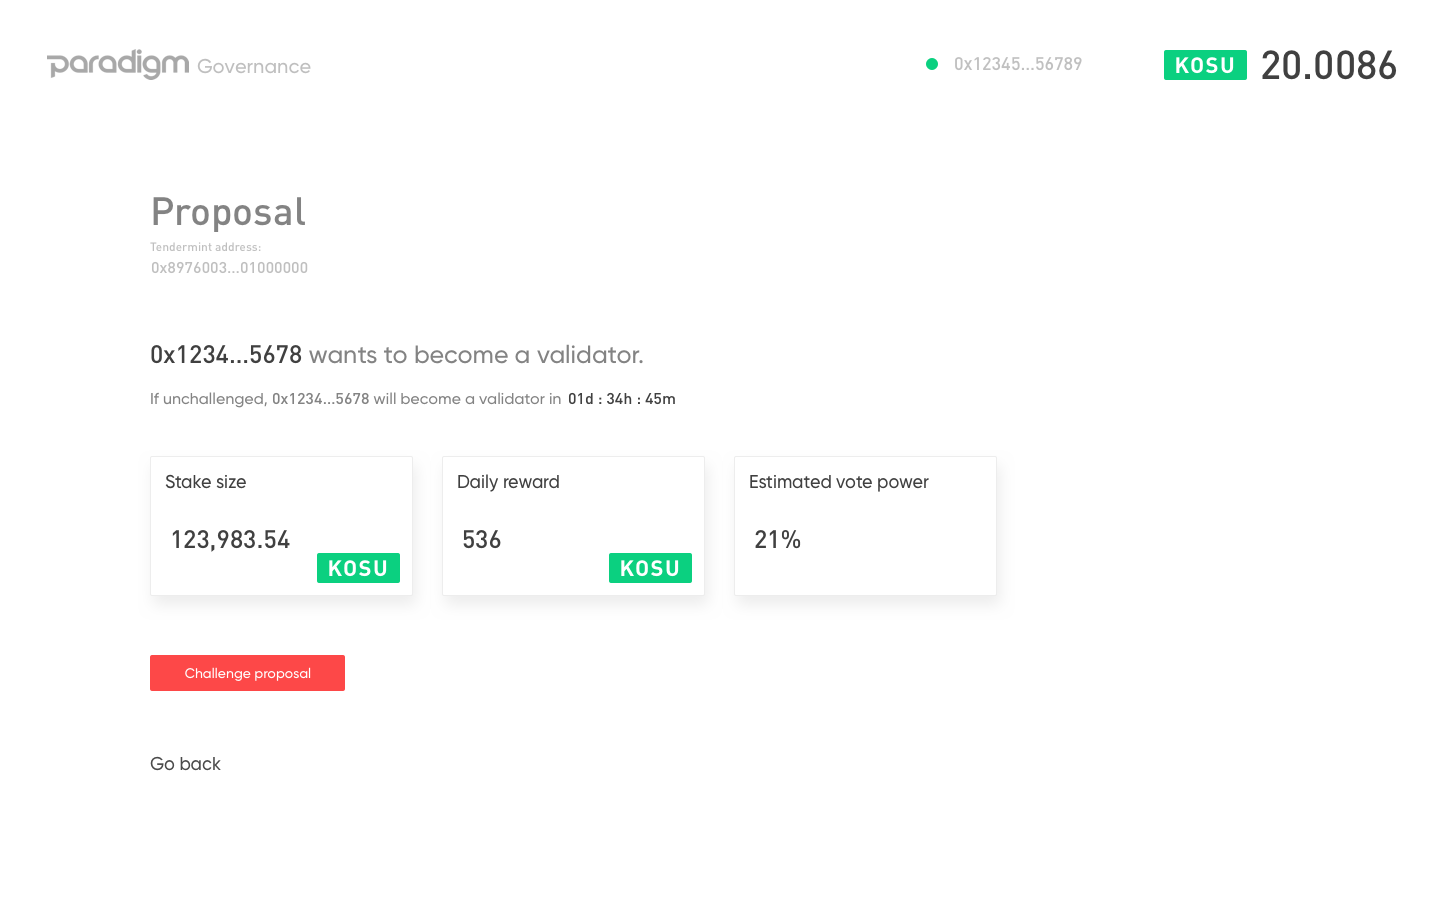 paradigm Governance
0x12345...56789
KOSU 20.0086
Proposal
Tendermint address:
0x8976003...01000000
0x1234...5678 wants to become a validator.
If unchallenged, 0x1234...5678 will become a validator in 01d : 34h : 45m
Stake size
123,983.54
KOSU
Daily reward
536
KOSU
Estimated vote power
21%
Challenge proposal
Go back